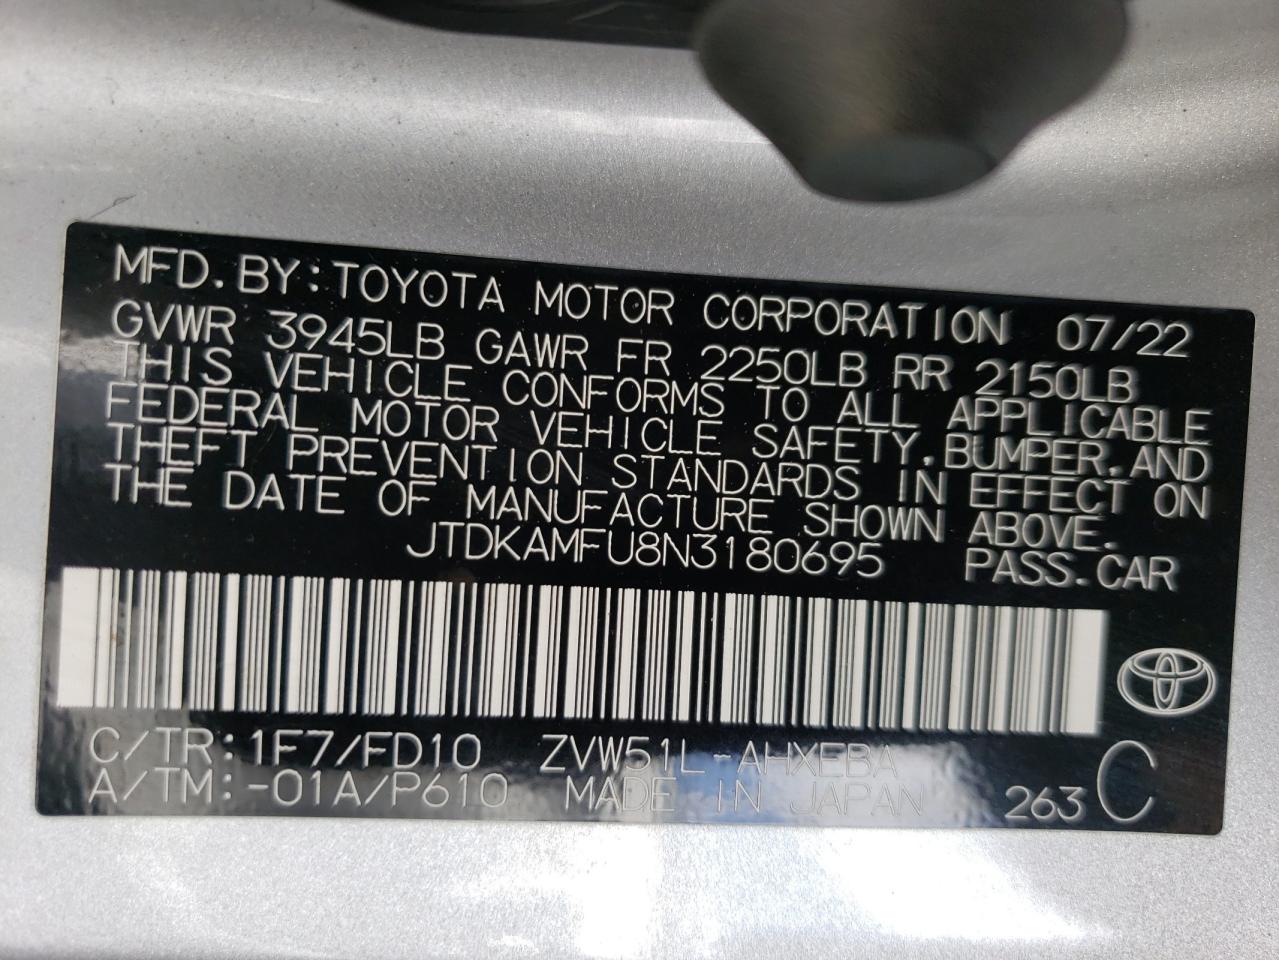 MFD. BY: TOYOTA MOTOR CORPORATION 07/22
GVWR 3945LB GAWR FR 2250LB RR 2150LB
THIS VEHICLE CONFORMS TO ALL APPLICABLE
FEDERAL MOTOR VEHICLE SAFETY, BUMPER, AND
THEFT PREVENTION STANDARDS IN EFFECT ON
THE DATE OF MANUFACTURE SHOWN ABOVE.
JTDKAMFU8N3180695 PASS. CAR
C/TR: 1F7/FD10 ZVW51L-AHXEBA
A/TM: -01A/P610 MADE IN JAPAN 263 C